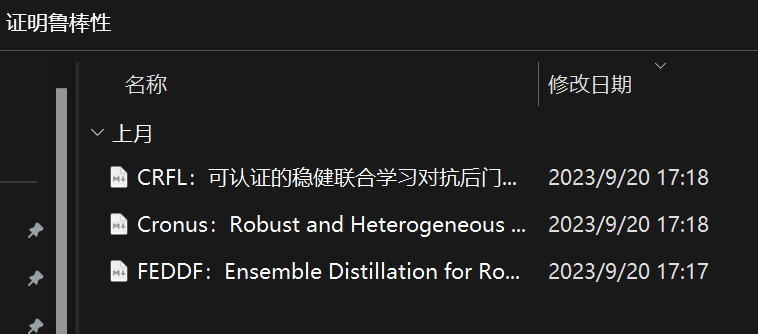 证明鲁棒性
名称 修改日期
上月
CRFL：可认证的稳健联合学习对抗后门... 2023/9/20 17:18
Cronus：Robust and Heterogeneous ... 2023/9/20 17:18
FEDDF：Ensemble Distillation for Ro... 2023/9/20 17:17